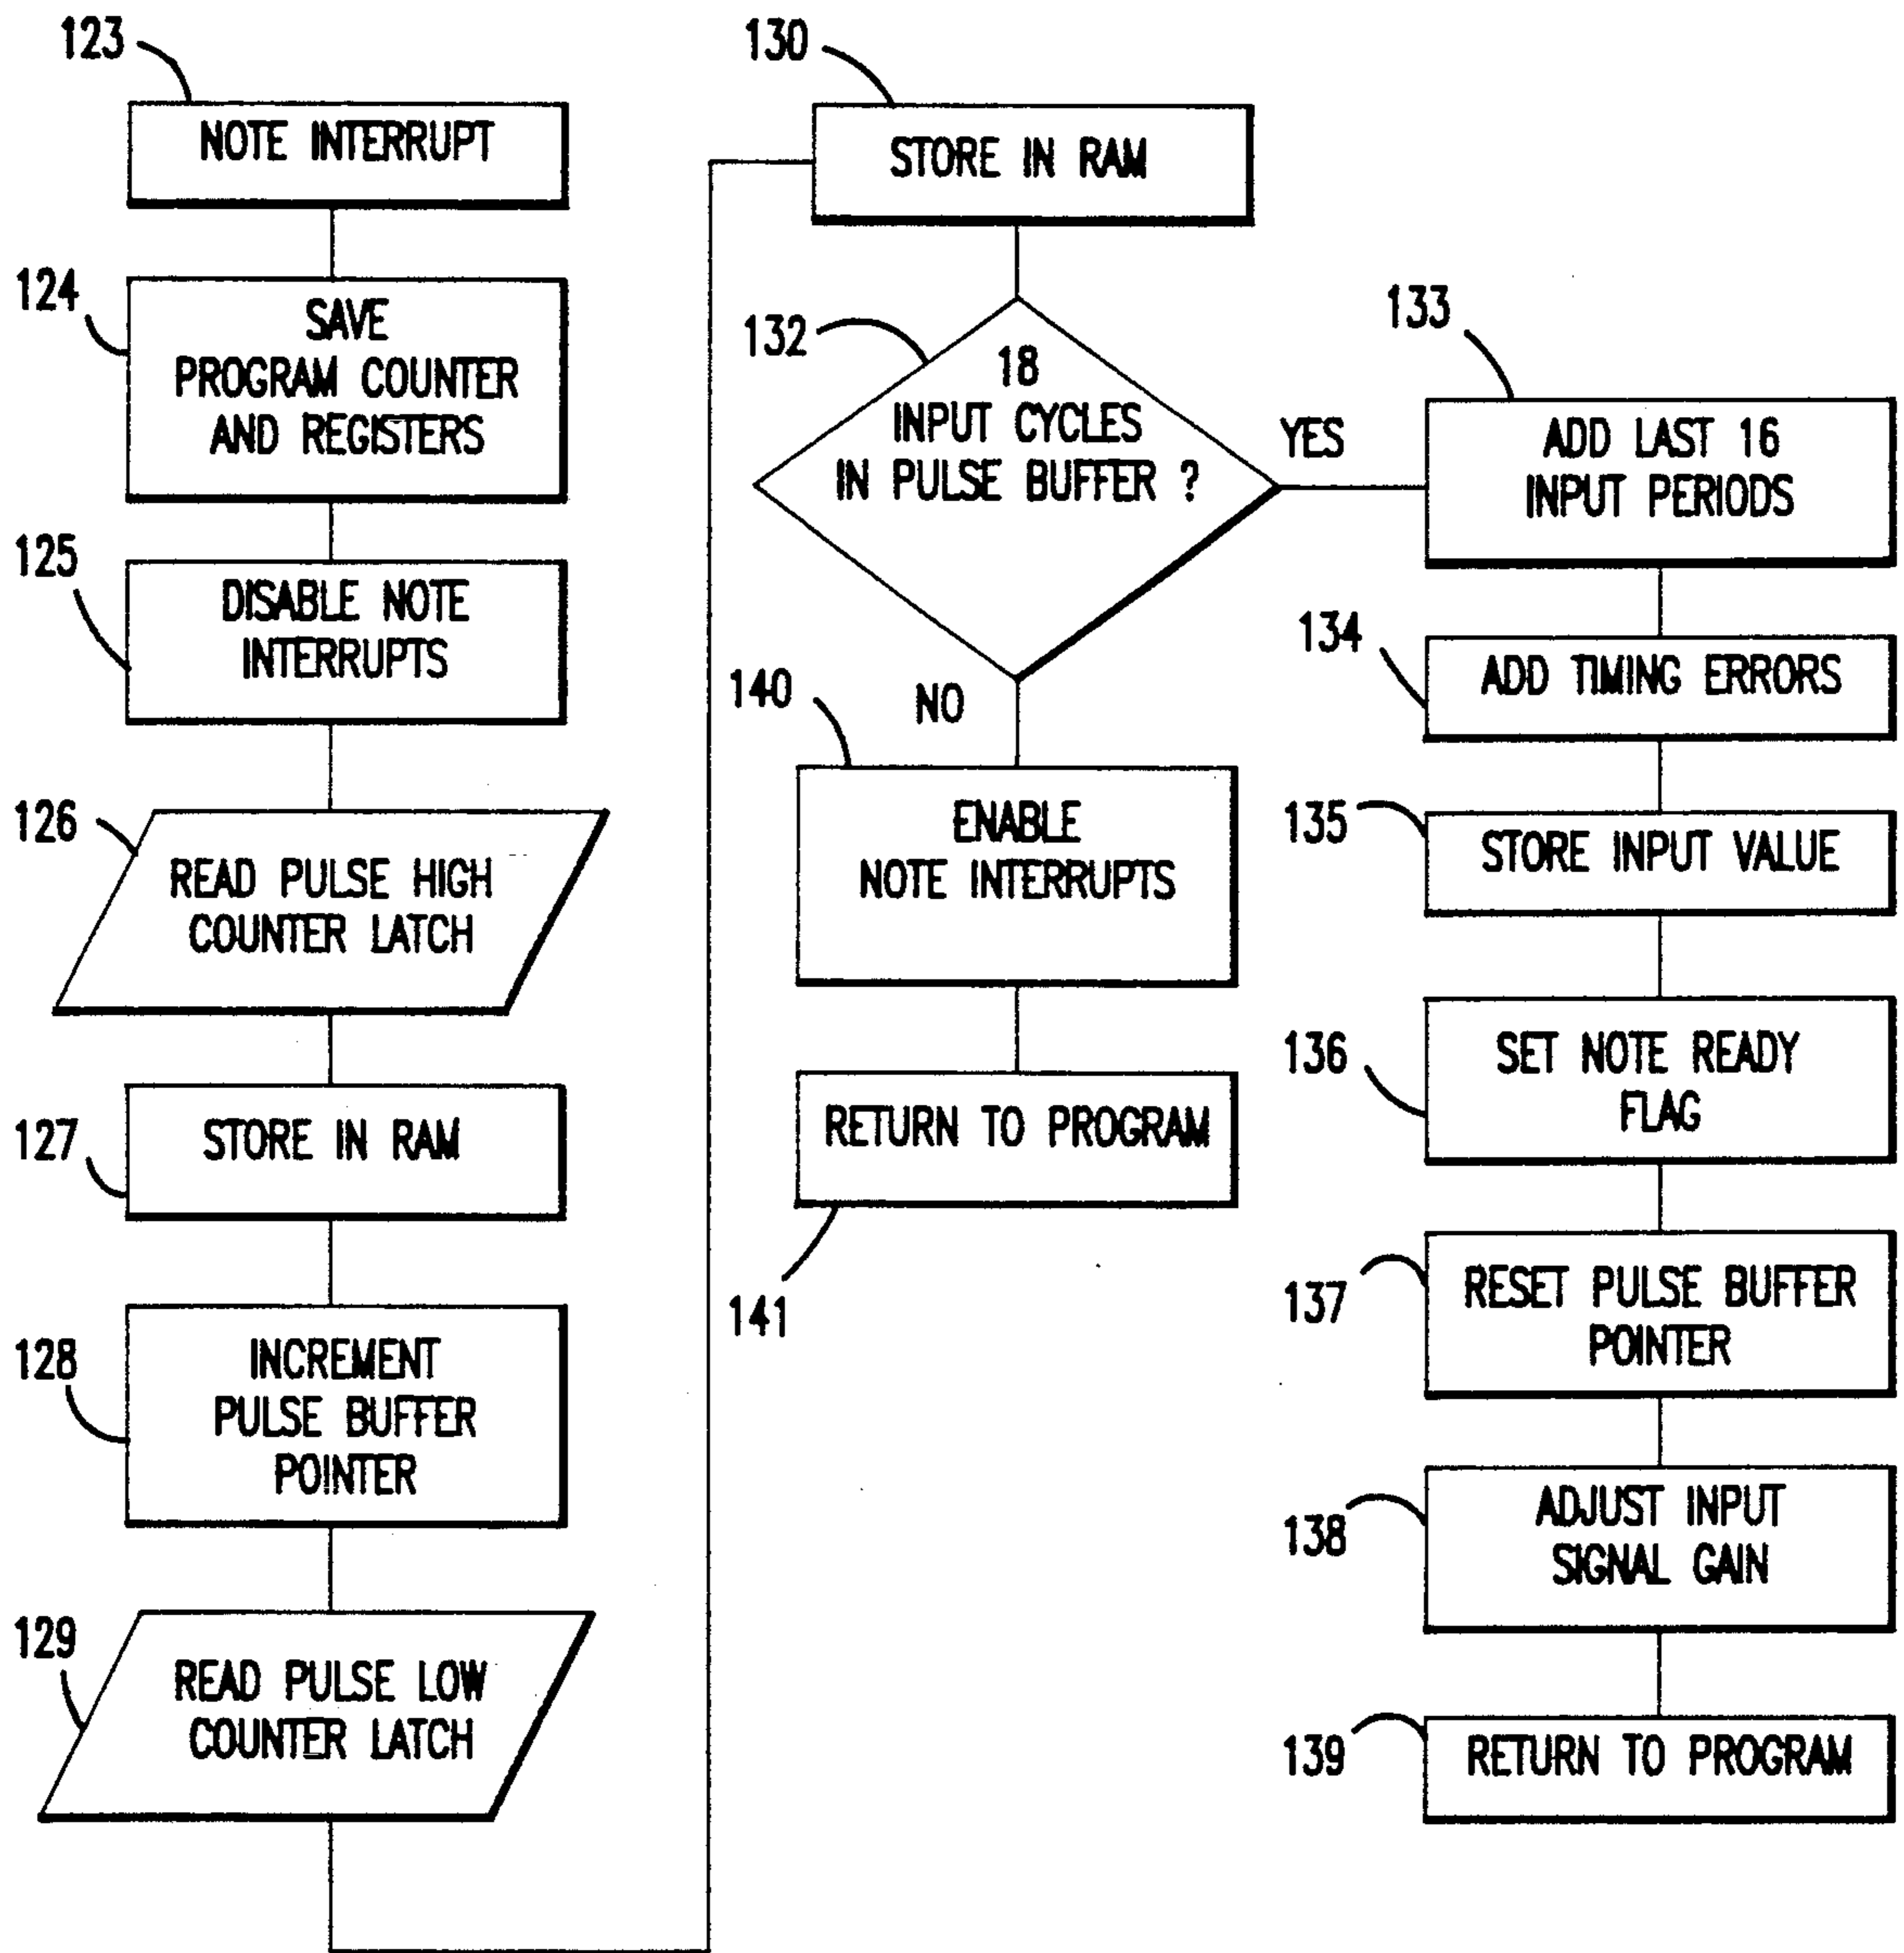 123
NOTE INTERRUPT
124
SAVE
PROGRAM COUNTER
AND REGISTERS
125
DISABLE NOTE
INTERRUPTS
126
READ PULSE HIGH
COUNTER LATCH
127
STORE IN RAM
128
INCREMENT
PULSE BUFFER
POINTER
129
READ PULSE LOW
COUNTER LATCH
130
STORE IN RAM
132
18
INPUT CYCLES
IN PULSE BUFFER ?
YES
NO
140
ENABLE
NOTE INTERRUPTS
RETURN TO PROGRAM
141
133
ADD LAST 16
INPUT PERIODS
134
ADD TIMING ERRORS
135
STORE INPUT VALUE
136
SET NOTE READY
FLAG
137
RESET PULSE BUFFER
POINTER
138
ADJUST INPUT
SIGNAL GAIN
139
RETURN TO PROGRAM